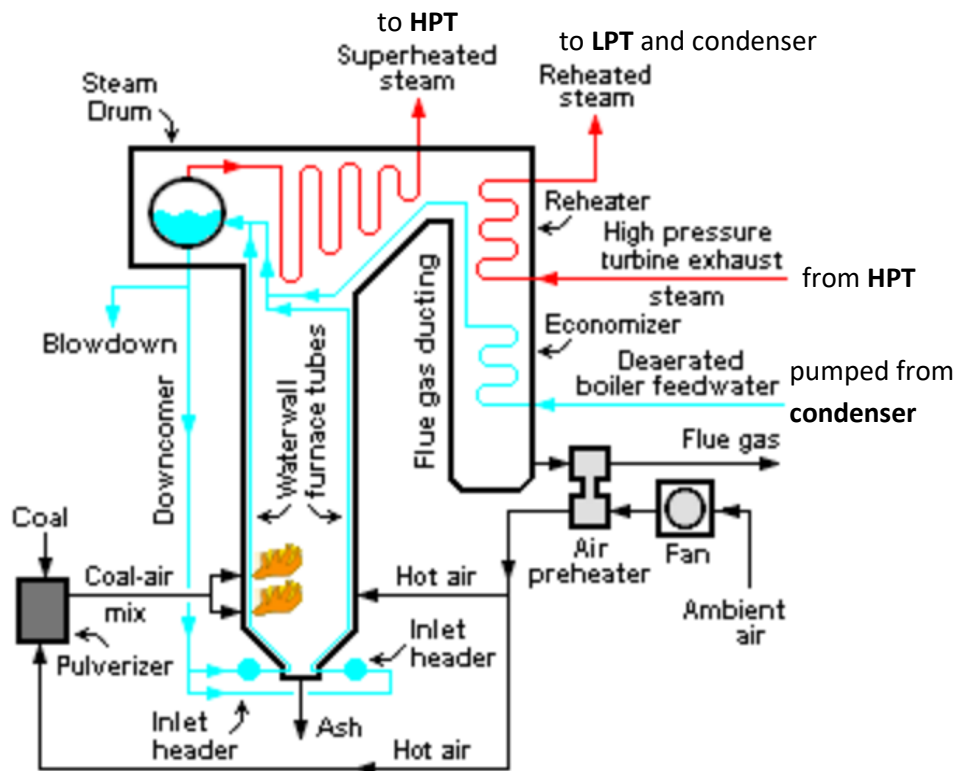 to HPT
Superheated
steam
to LPT and condenser
Reheated
steam
Steam
Drum
Reheater
High pressure
turbine exhaust
steam
from HPT
Economizer
Deaerated
boiler feedwater
pumped from
condenser
Blowdown
Downcomer
Waterwall
furnace tubes
Flue gas ducting
Flue gas
Coal
Coal-air
mix
Pulverizer
Hot air
Air
preheater
Fan
Ambient
air
Inlet
header
Inlet
header
Ash
Hot air